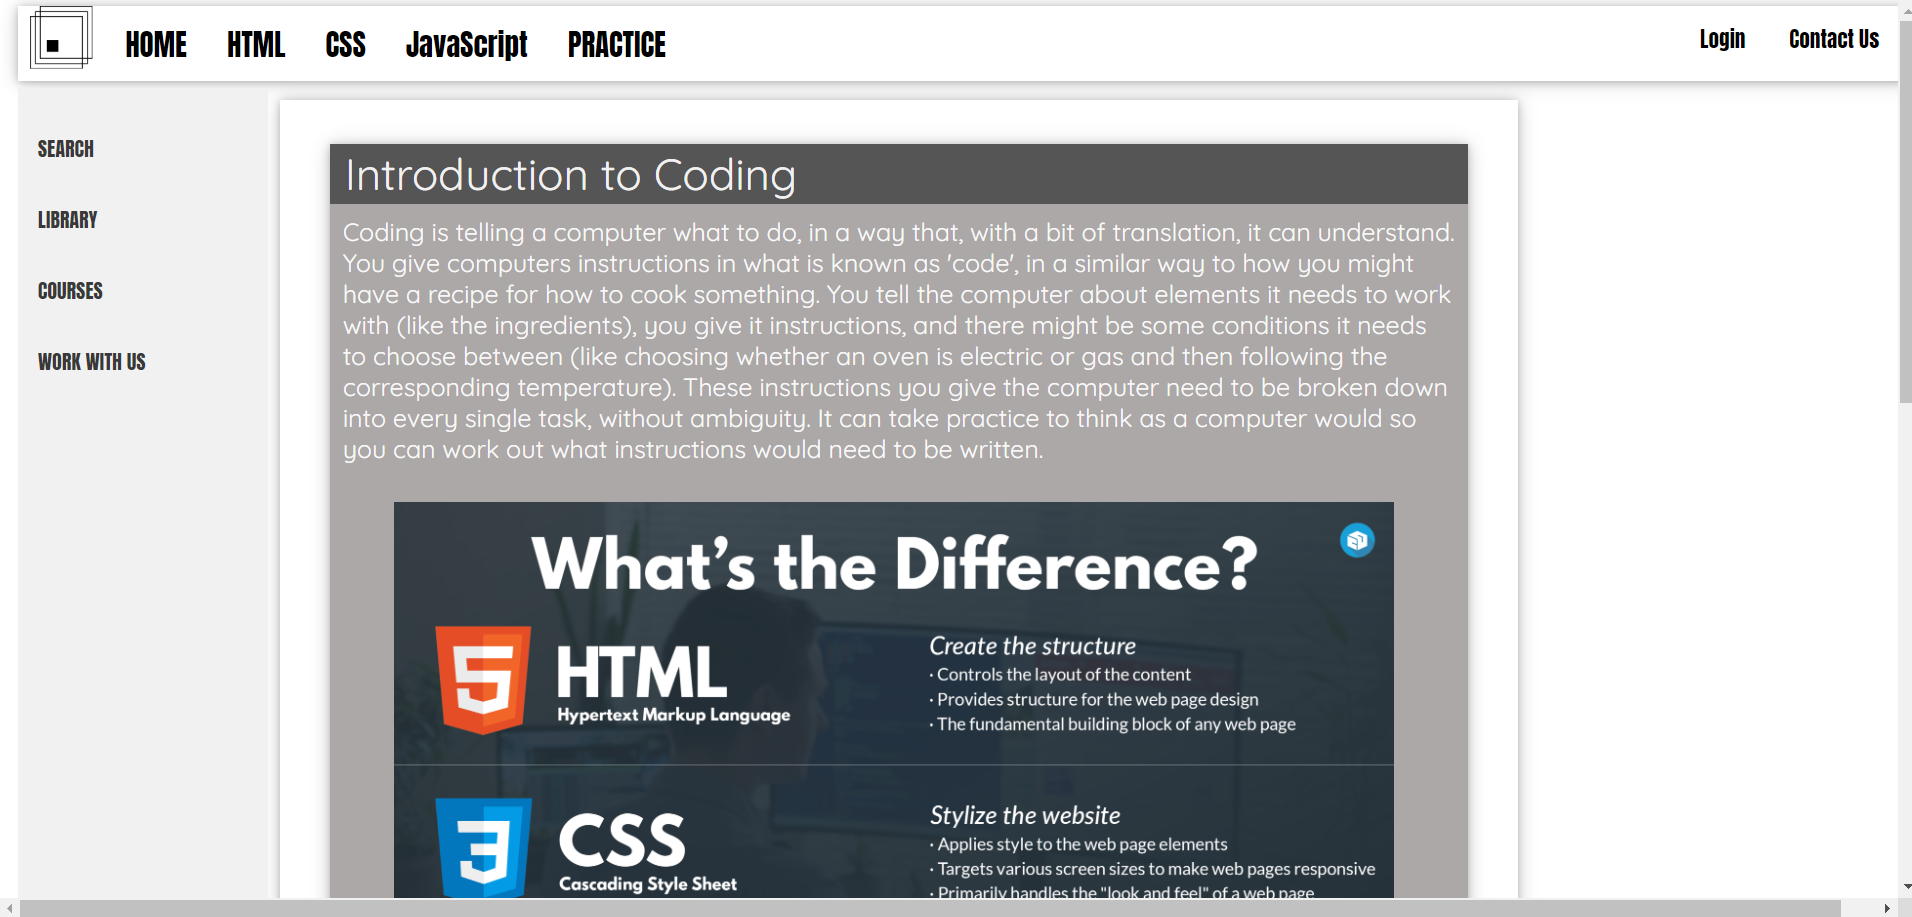 HOME HTML CSS JavaScript PRACTICE Login Contact Us
SEARCH
LIBRARY
COURSES
WORK WITH US
Introduction to Coding
Coding is telling a computer what to do, in a way that, with a bit of translation, it can understand.
You give computers instructions in what is known as 'code', in a similar way to how you might
have a recipe for how to cook something. You tell the computer about elements it needs to work
with (like the ingredients), you give it instructions, and there might be some conditions it needs
to choose between (like choosing whether an oven is electric or gas and then following the
corresponding temperature). These instructions you give the computer need to be broken down
into every single task, without ambiguity. It can take practice to think as a computer would so
you can work out what instructions would need to be written.
What's the Difference?
HTML
Hypertext Markup Language
Create the structure
· Controls the layout of the content
· Provides structure for the web page design
· The fundamental building block of any web page
CSS
Cascading Style Sheet
Stylize the website
· Applies style to the web page elements
· Targets various screen sizes to make web pages responsive
· Primarily handles the "look and feel" of a web page